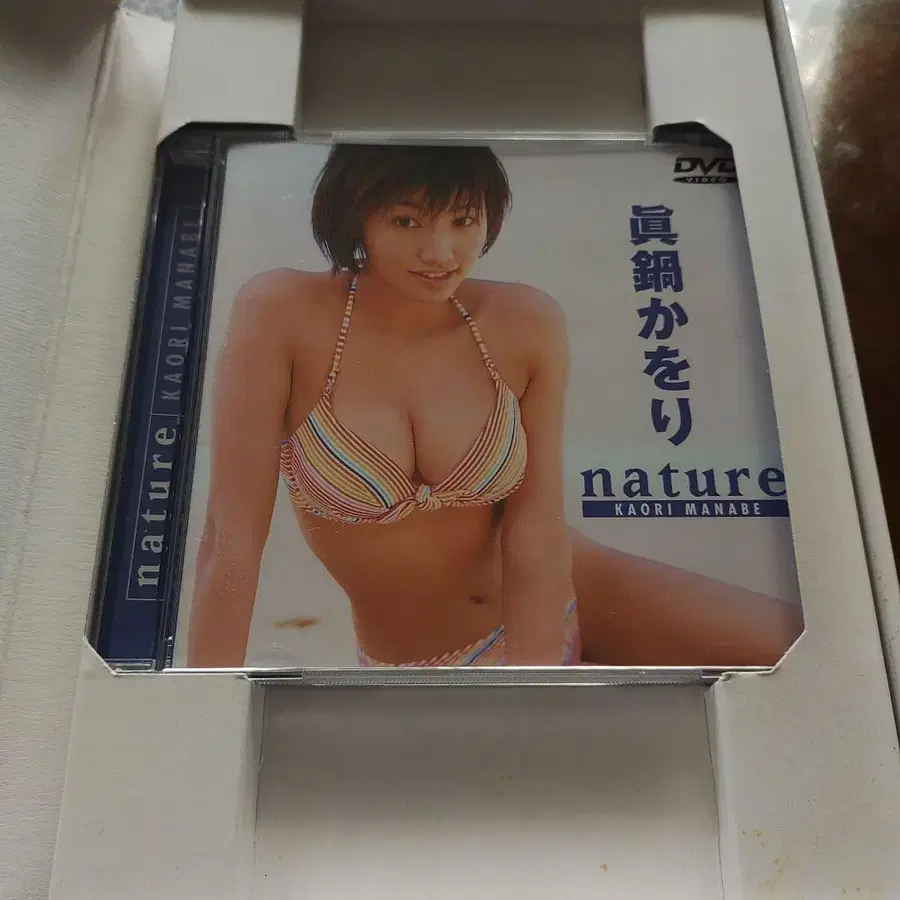 nature KAORI MANABE
DVD
VIDEO
眞鍋かをり
nature
KAORI MANABE